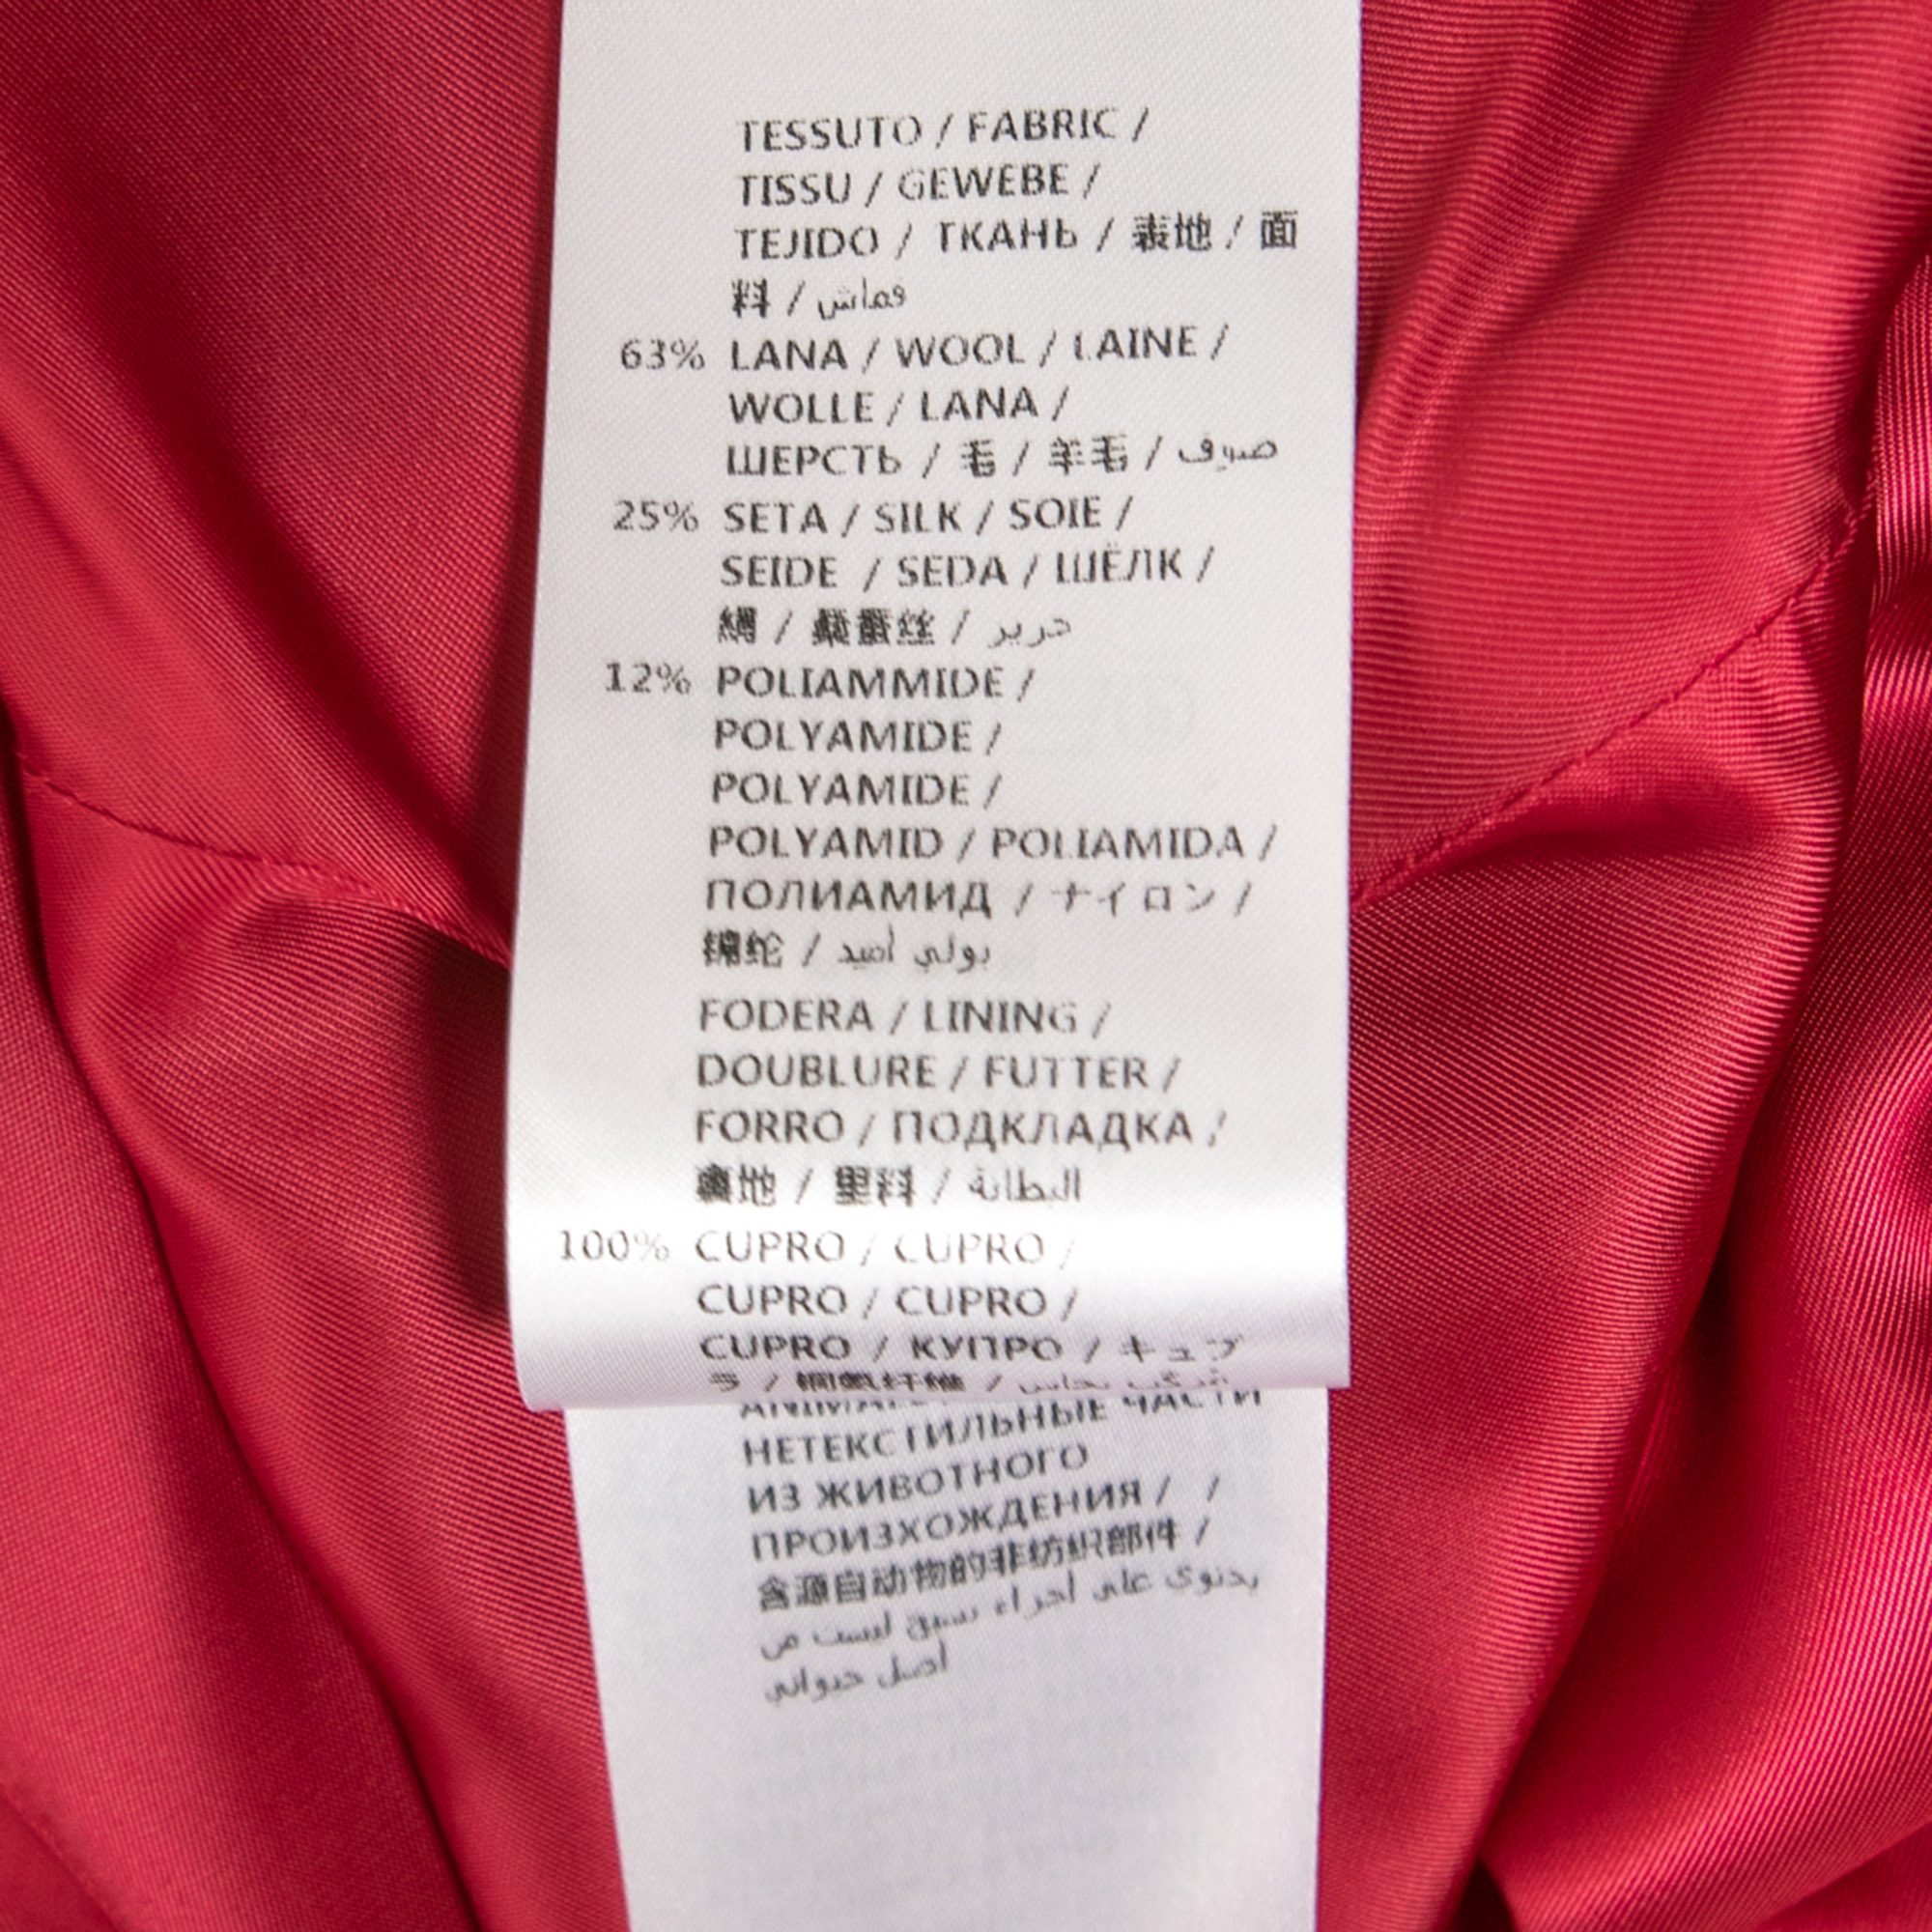 TESSUTO / FABRIC /
TISSU / GEWEBE /
TEJIDO / ТКАНЬ / 表地 / 面
料 / قماش
63% LANA / WOOL / LAINE /
WOLLE / LANA /
ШЕРСТЬ / 毛 / 羊毛 / صوف
25% SETA / SILK / SOIE /
SEIDE / SEDA / ШЁЛК /
絹 / 桑蚕丝 / حرير
12% POLIAMMIDE /
POLYAMIDE /
POLYAMIDE /
POLYAMID / POLIAMIDA /
ПОЛИАМИД / ナイロン /
锦纶 / بولي أميد
FODERA / LINING /
DOUBLURE / FUTTER /
FORRO / ПОДКЛАДКА /
裏地 / 里料 / البطانة
100% CUPRO / CUPRO /
CUPRO / CUPRO /
CUPRO / КУПРО / キュプ
ラ / 铜氨纤维 /
НЕТЕКСТИЛЬНЫЕ ЧАСТИ
ИЗ ЖИВОТНОГО
ПРОИЗХОЖДЕНИЯ / /
含源自动物的非纺织部件 /
يحتوي على أجزاء نسيج ليست من
أصل حيواني